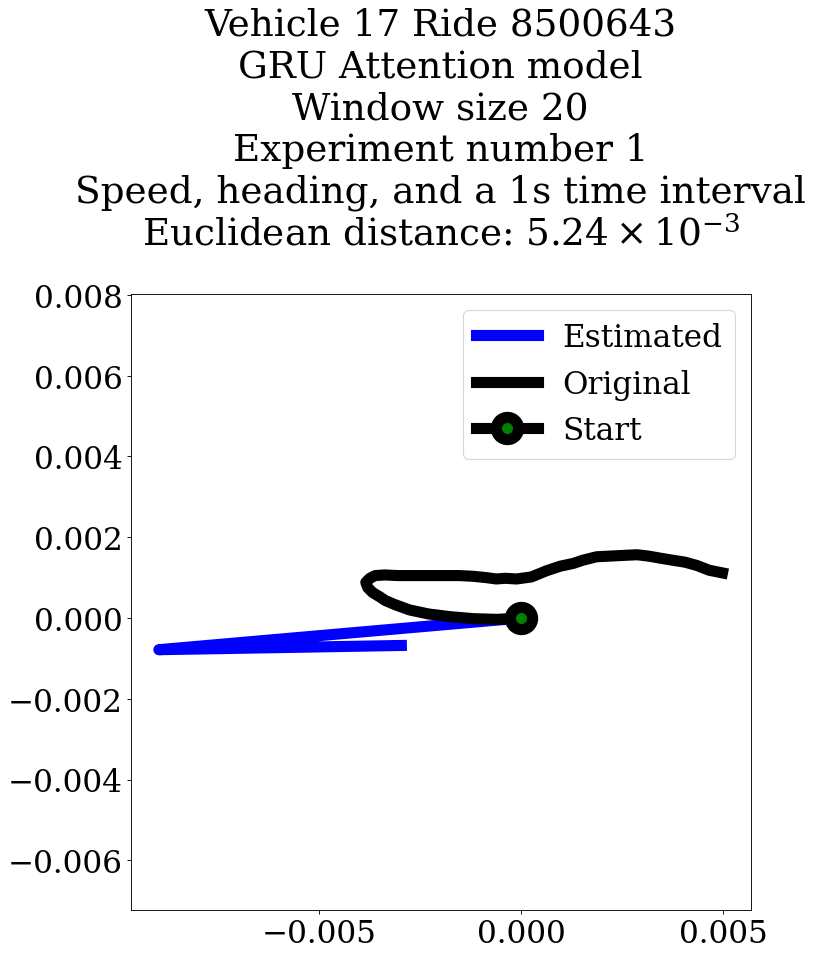 Vehicle 17 Ride 8500643
GRU Attention model
Window size 20
Experiment number 1
Speed, heading, and a 1s time interval
Euclidean distance: 5.24 × 10⁻³
0.008
0.006
0.004
0.002
0.000
−0.002
−0.004
−0.006
Estimated
Original
Start
−0.005
0.000
0.005